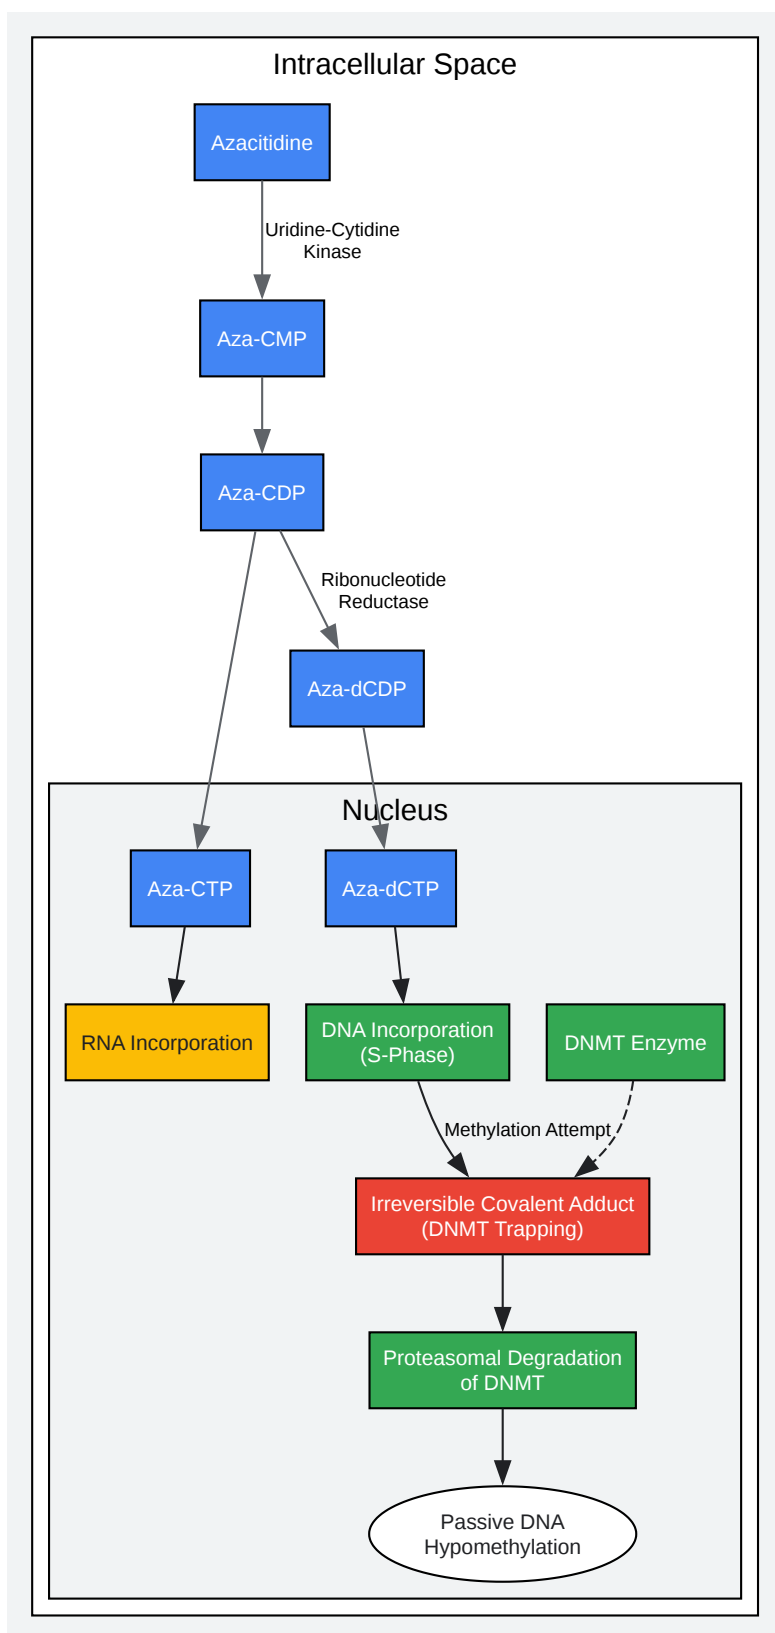 Intracellular Space
Azacitidine
Uridine-Cytidine
Kinase
Aza-CMP
Aza-CDP
Ribonucleotide
Reductase
Aza-dCDP
Nucleus
Aza-CTP
Aza-dCTP
RNA Incorporation
DNA Incorporation
(S-Phase)
DNMT Enzyme
Methylation Attempt
Irreversible Covalent Adduct
(DNMT Trapping)
Proteasomal Degradation
of DNMT
Passive DNA
Hypomethylation